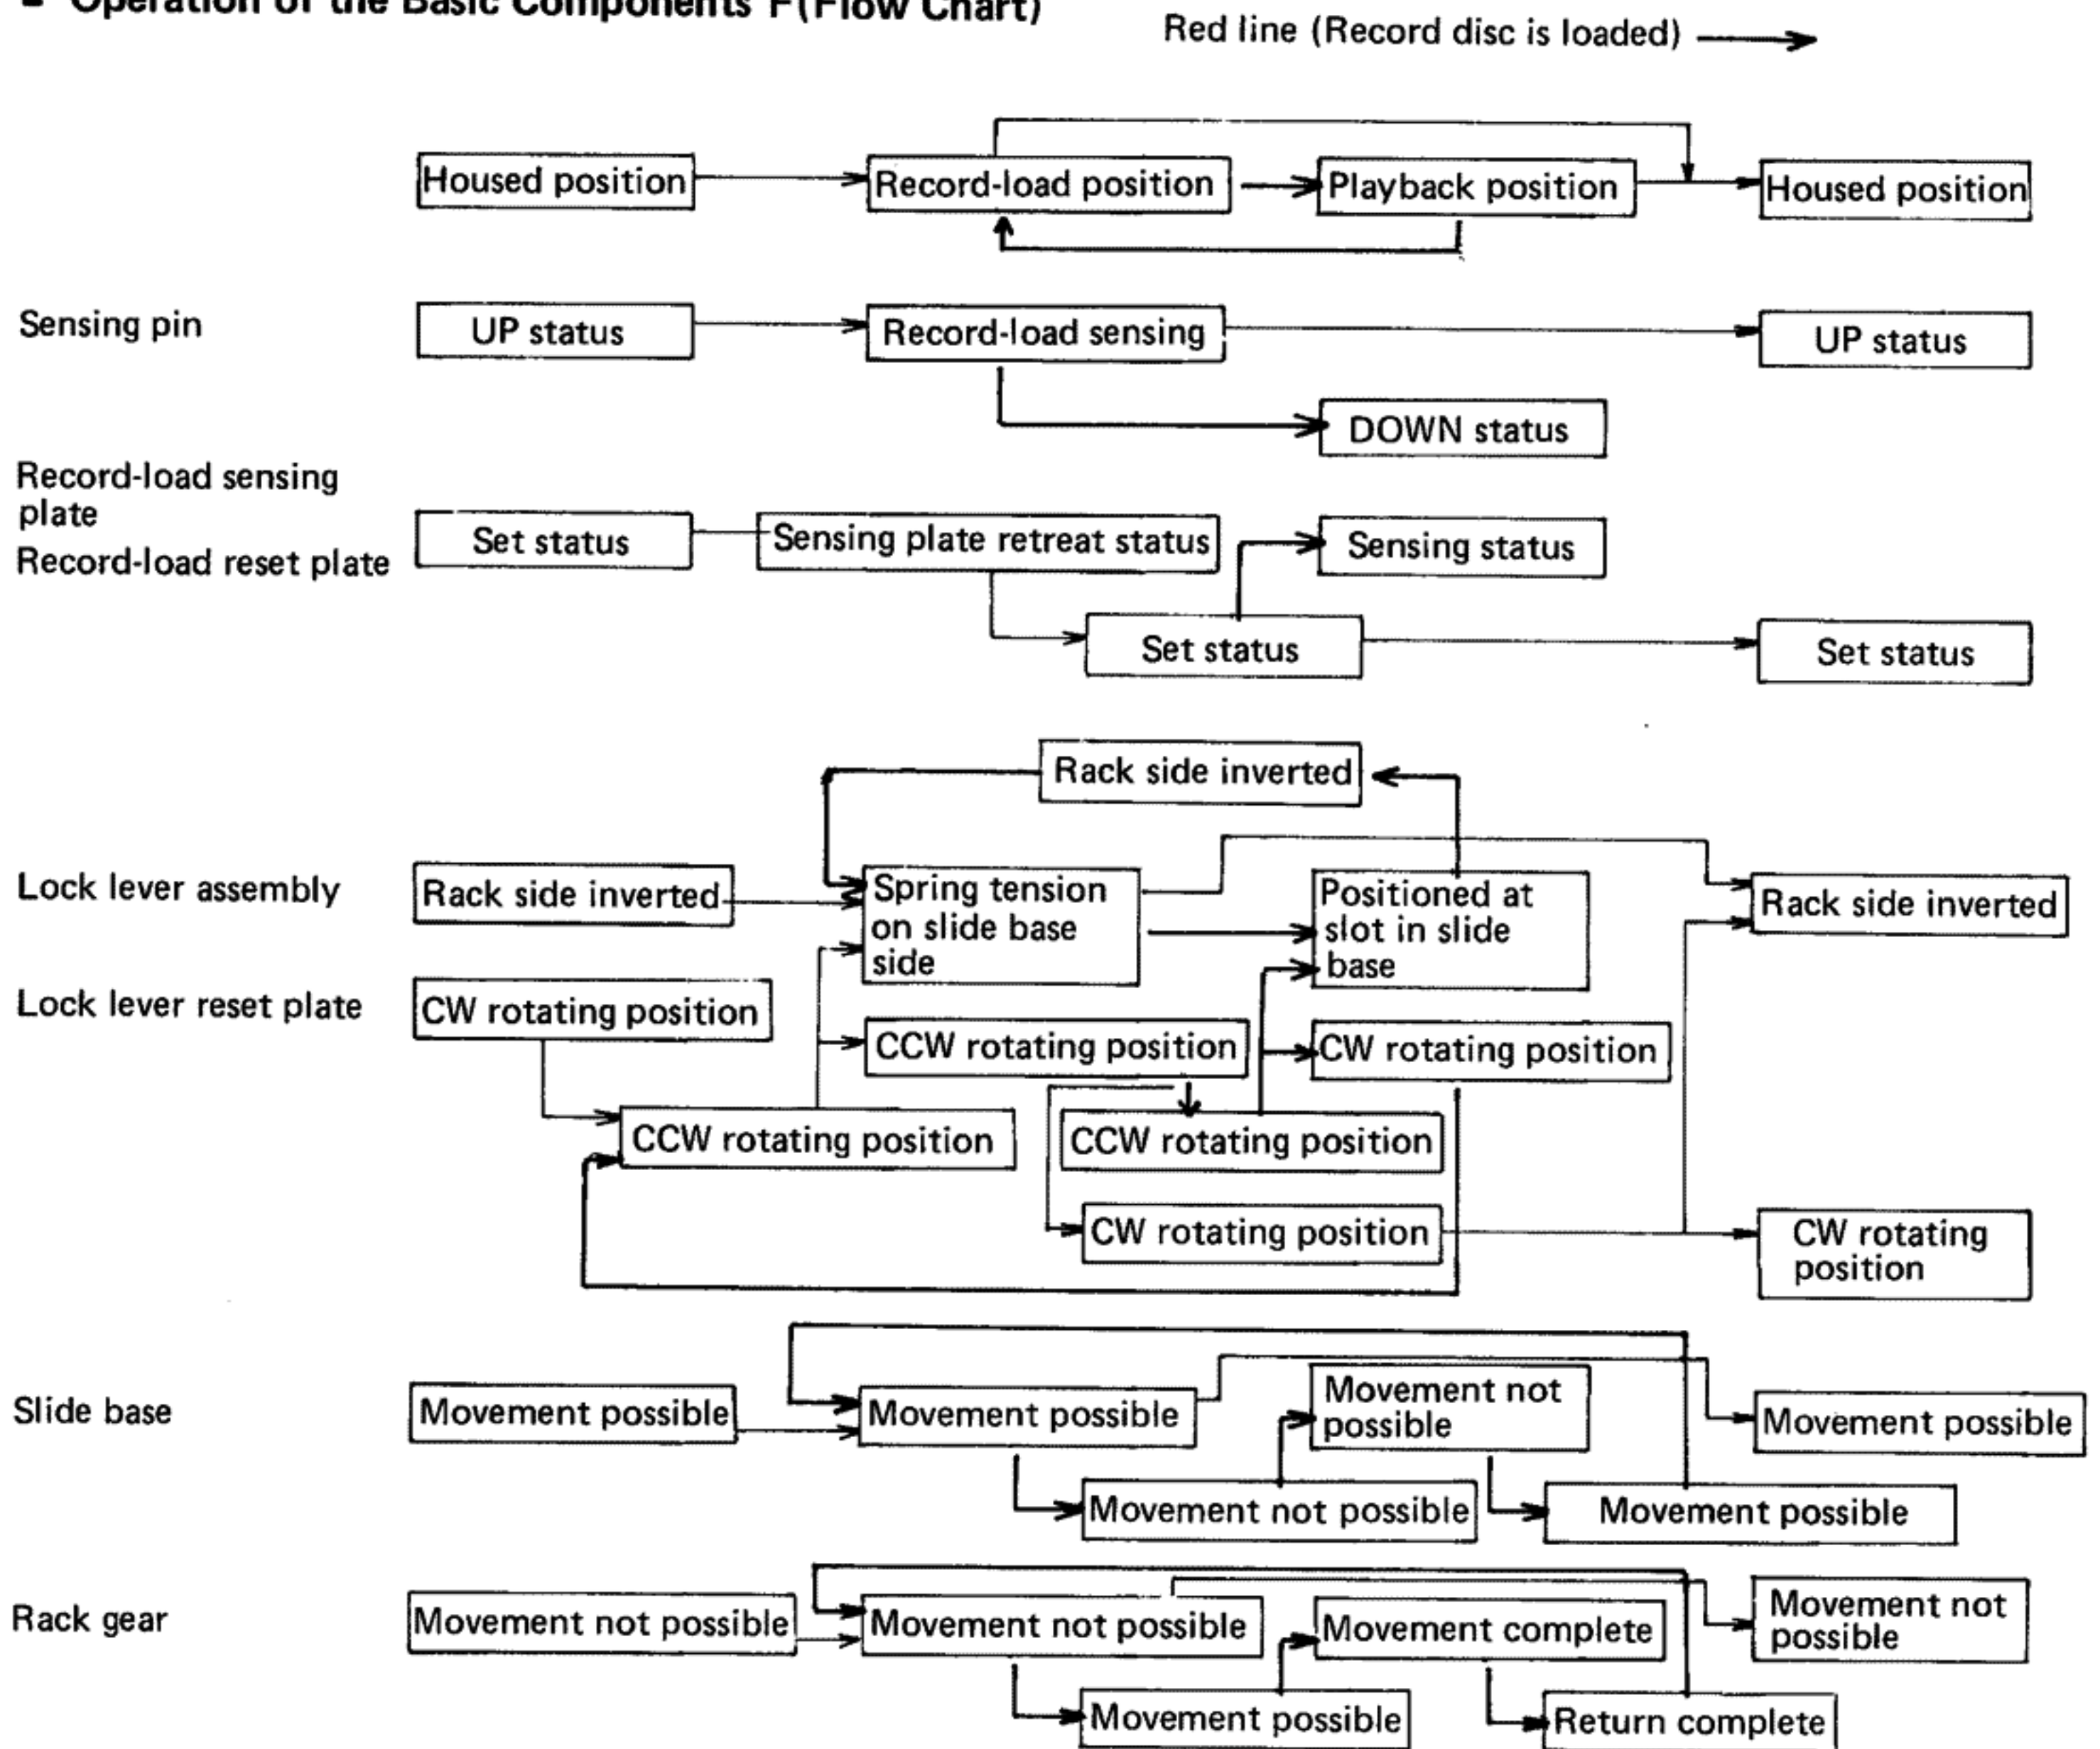 Operation of the Basic Components F(Flow Chart)
Red line (Record disc is loaded)
Housed position
Record-load position
Playback position
Housed position
Sensing pin
UP status
Record-load sensing
UP status
DOWN status
Record-load sensing
plate
Record-load reset plate
Set status
Sensing plate retreat status
Sensing status
Set status
Set status
Rack side inverted
Lock lever assembly
Rack side inverted
Spring tension
on slide base
side
Positioned at
slot in slide
base
Rack side inverted
Lock lever reset plate
CW rotating position
CCW rotating position
CW rotating position
CCW rotating position
CCW rotating position
CW rotating position
CW rotating
position
Slide base
Movement possible
Movement possible
Movement not
possible
Movement possible
Movement not possible
Movement possible
Rack gear
Movement not possible
Movement not possible
Movement complete
Movement not
possible
Movement possible
Return complete